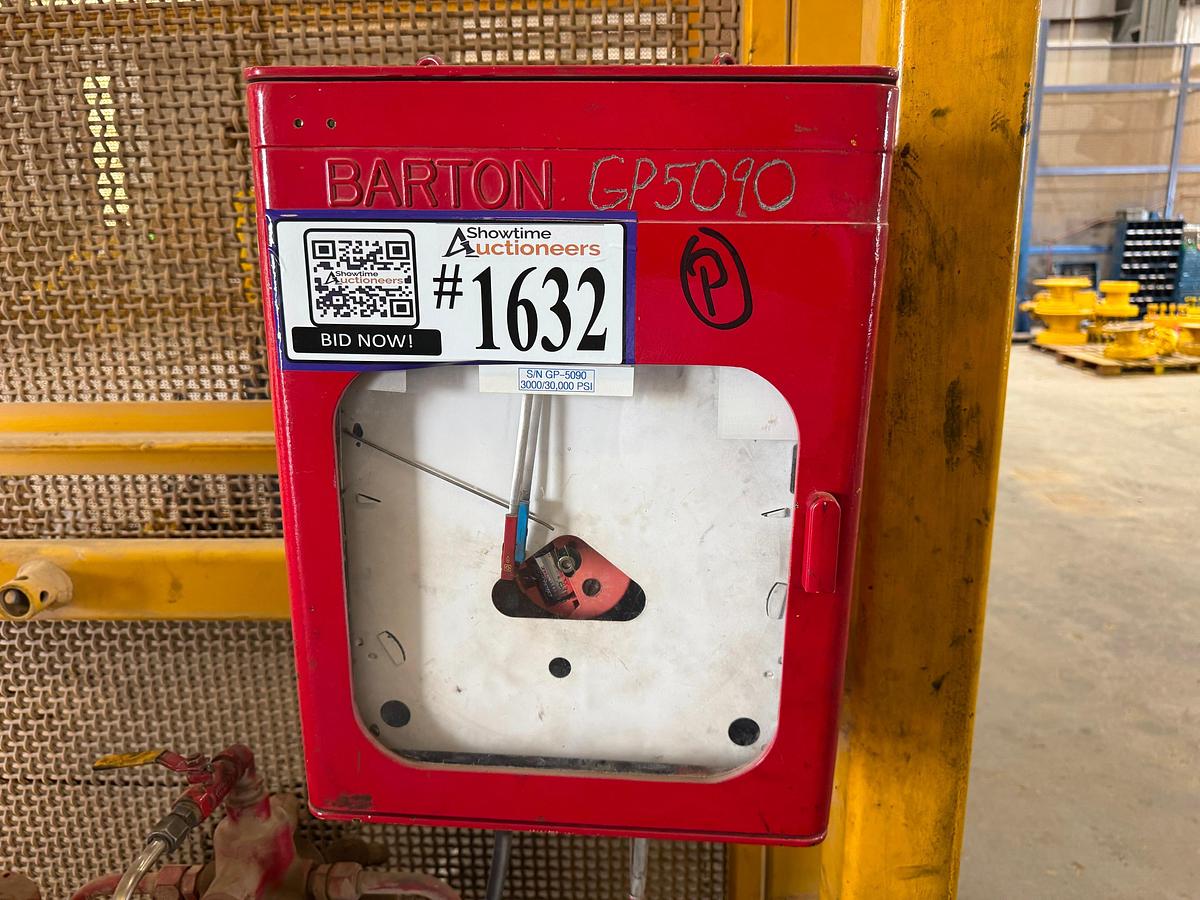 BARTON GP5090
Showtime
Auctioneers
#1632
Showtime
Auctioneers
BID NOW!
P
S/N GP-5090
3000/30,000 PSI